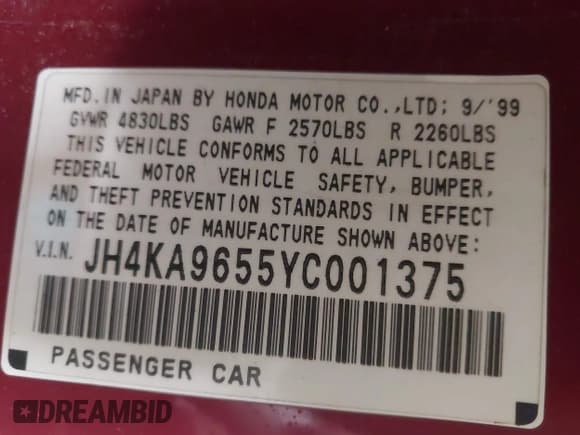 MFD. IN JAPAN BY HONDA MOTOR CO.,LTD; 9/'99
GVWR 4830LBS GAWR F 2570LBS R 2260LBS
THIS VEHICLE CONFORMS TO ALL APPLICABLE
FEDERAL MOTOR VEHICLE SAFETY, BUMPER,
AND THEFT PREVENTION STANDARDS IN EFFECT
ON THE DATE OF MANUFACTURE SHOWN ABOVE:
V.I.N. JH4KA9655YC001375
PASSENGER CAR
DREAMBID